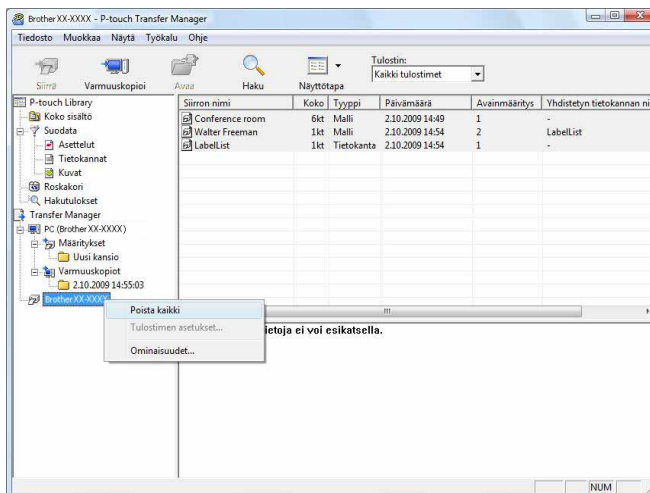 Brother XX-XXXX - P-touch Transfer Manager
Tiedosto Muokkaa Näytä Työkalu Ohje
Siirrä Varmuuskopioi Avaa Haku Näyttötapa
Tulostin:
Kaikki tulostimet
P-touch Library
Koko sisältö
Suodata
Asettelut
Tietokannat
Kuvat
Roskakori
Hakutulokset
Transfer Manager
PC (Brother XX-XXXX)
Määritykset
Uusi kansio
Varmuuskopiot
2.10.2009 14:55:03
Brother XX-XXXX
Siirron nimi Koko Tyyppi Päivämäärä Avainmääritys Yhdistetyn tietokannan ni
Conference room 6kt Malli 2.10.2009 14:49 1 -
Walter Freeman 1kt Malli 2.10.2009 14:54 2 LabelList
LabelList 1kt Tietokanta 2.10.2009 14:54 1 -
Poista kaikki
Tulostimen asetukset...
Ominaisuudet...
ietoja ei voi esikatsella.
NUM